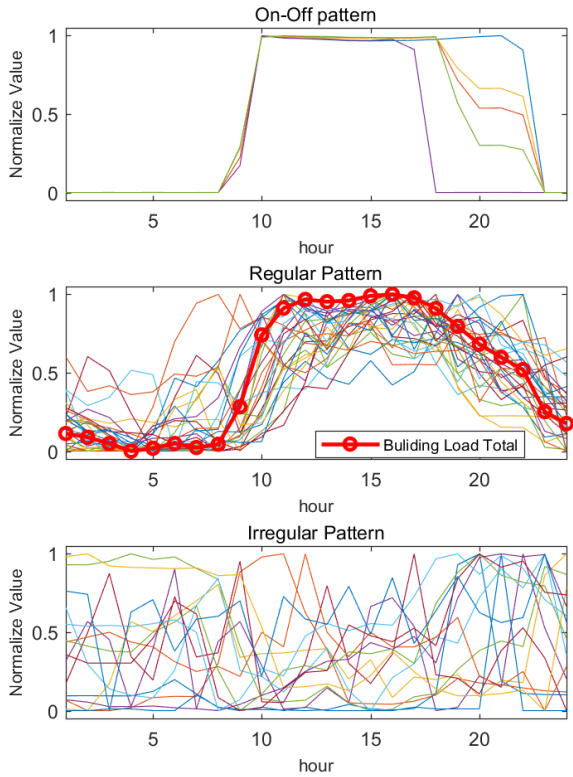 On-Off pattern
1
0.5
0
Normalize Value
5 10 15 20
hour
Regular Pattern
1
0.5
0
Normalize Value
Buliding Load Total
5 10 15 20
hour
Irregular Pattern
1
0.5
0
Normalize Value
5 10 15 20
hour